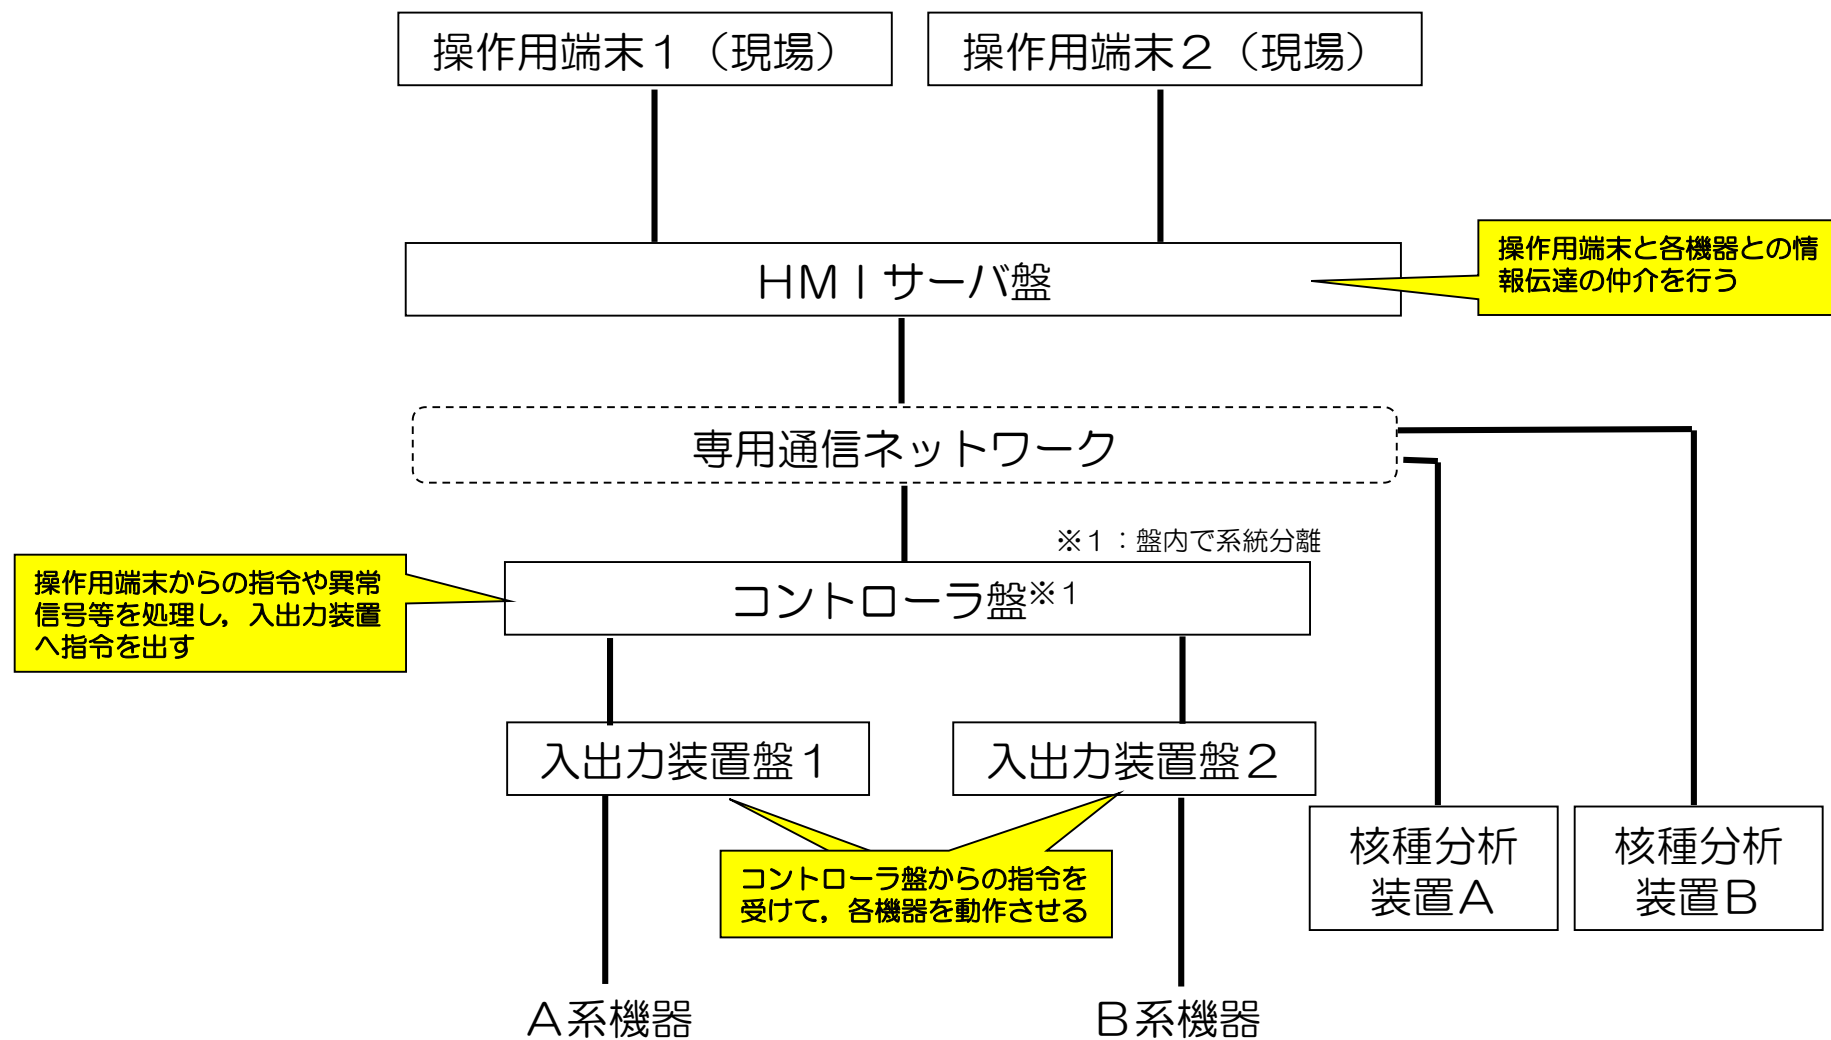 操作用端末１（現場）
操作用端末２（現場）
ＨＭＩサーバ盤
操作用端末と各機器との情
報伝達の仲介を行う
専用通信ネットワーク
※１：盤内で系統分離
操作用端末からの指令や異常
信号等を処理し，入出力装置
へ指令を出す
コントローラ盤※１
入出力装置盤１
入出力装置盤２
コントローラ盤からの指令を
受けて，各機器を動作させる
核種分析
装置Ａ
核種分析
装置Ｂ
Ａ系機器
Ｂ系機器